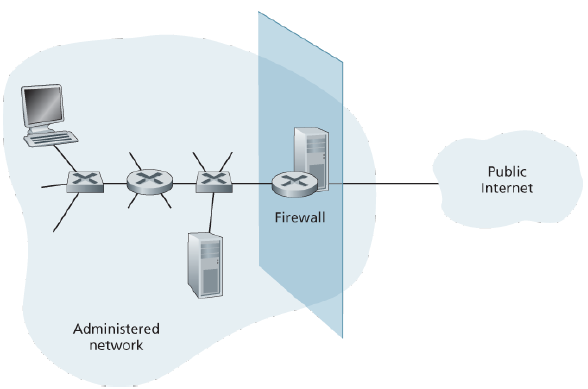 Public
Internet
Firewall
Administered
network